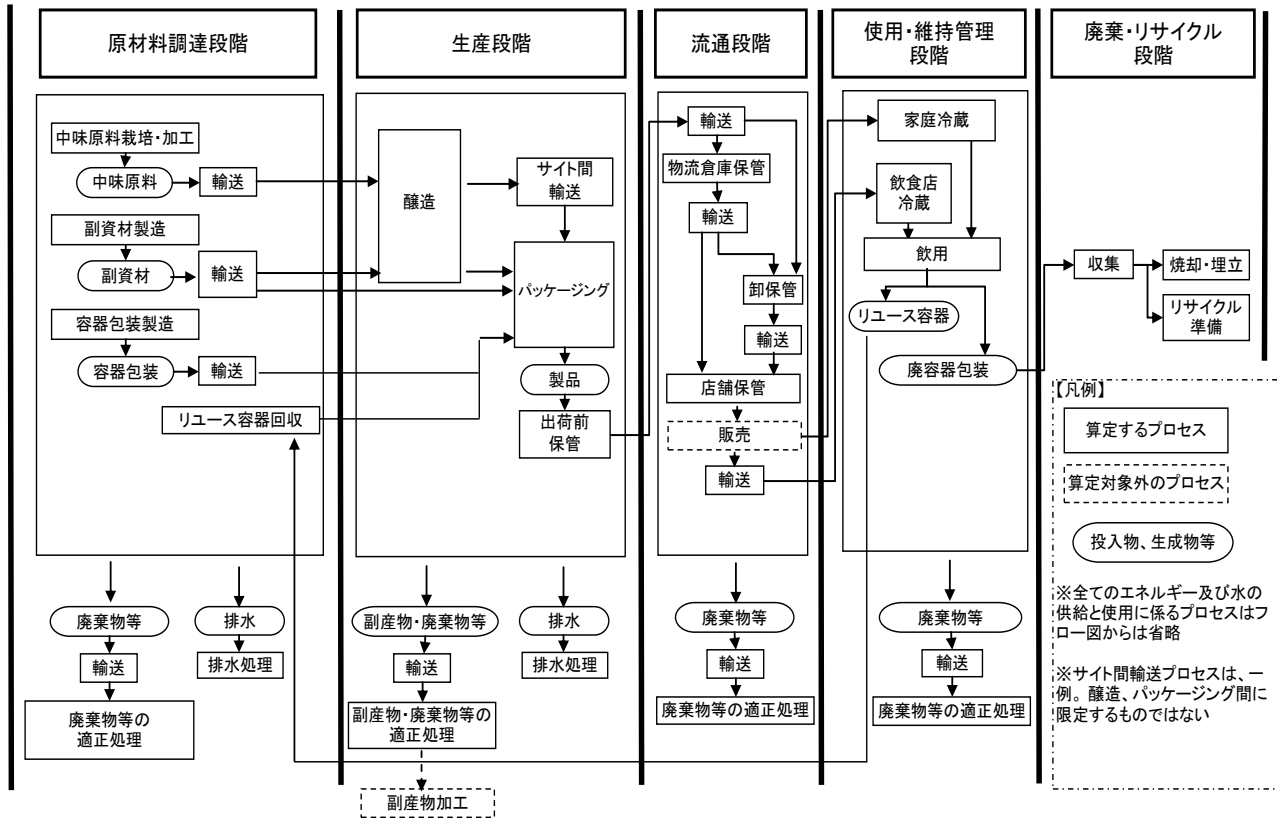 原材料調達段階
生産段階
流通段階
使用・維持管理
段階
廃棄・リサイクル
段階
中味原料栽培・加工
中味原料
輸送
副資材製造
副資材
輸送
容器包装製造
容器包装
輸送
リユース容器回収
廃棄物等
輸送
廃棄物等の
適正処理
排水
排水処理
醸造
サイト間
輸送
パッケージング
製品
出荷前
保管
副産物・廃棄物等
輸送
副産物・廃棄物等の
適正処理
副産物加工
排水
排水処理
輸送
物流倉庫保管
輸送
卸保管
輸送
店舗保管
販売
輸送
廃棄物等
輸送
廃棄物等の適正処理
家庭冷蔵
飲食店
冷蔵
飲用
リユース容器
廃容器包装
廃棄物等
輸送
廃棄物等の適正処理
収集
焼却・埋立
リサイクル
準備
【凡例】
算定するプロセス
算定対象外のプロセス
投入物、生成物等
※全てのエネルギー及び水の
供給と使用に係るプロセスはフ
ロー図からは省略
※サイト間輸送プロセスは、一
例。醸造、パッケージング間に
限定するものではない